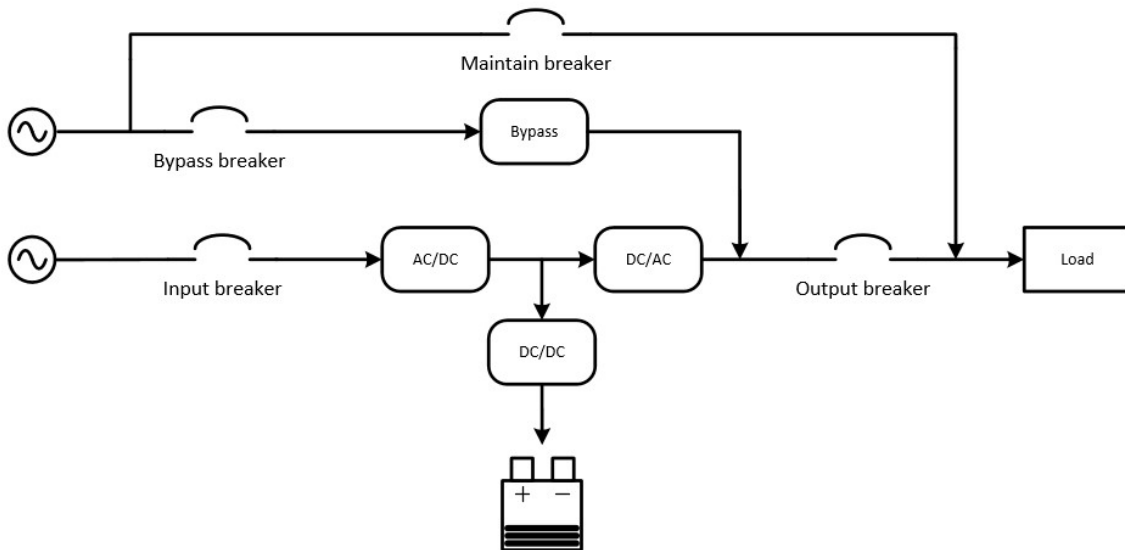 Maintain breaker
Bypass
Bypass breaker
AC/DC
DC/AC
Load
Input breaker
Output breaker
DC/DC
+ −